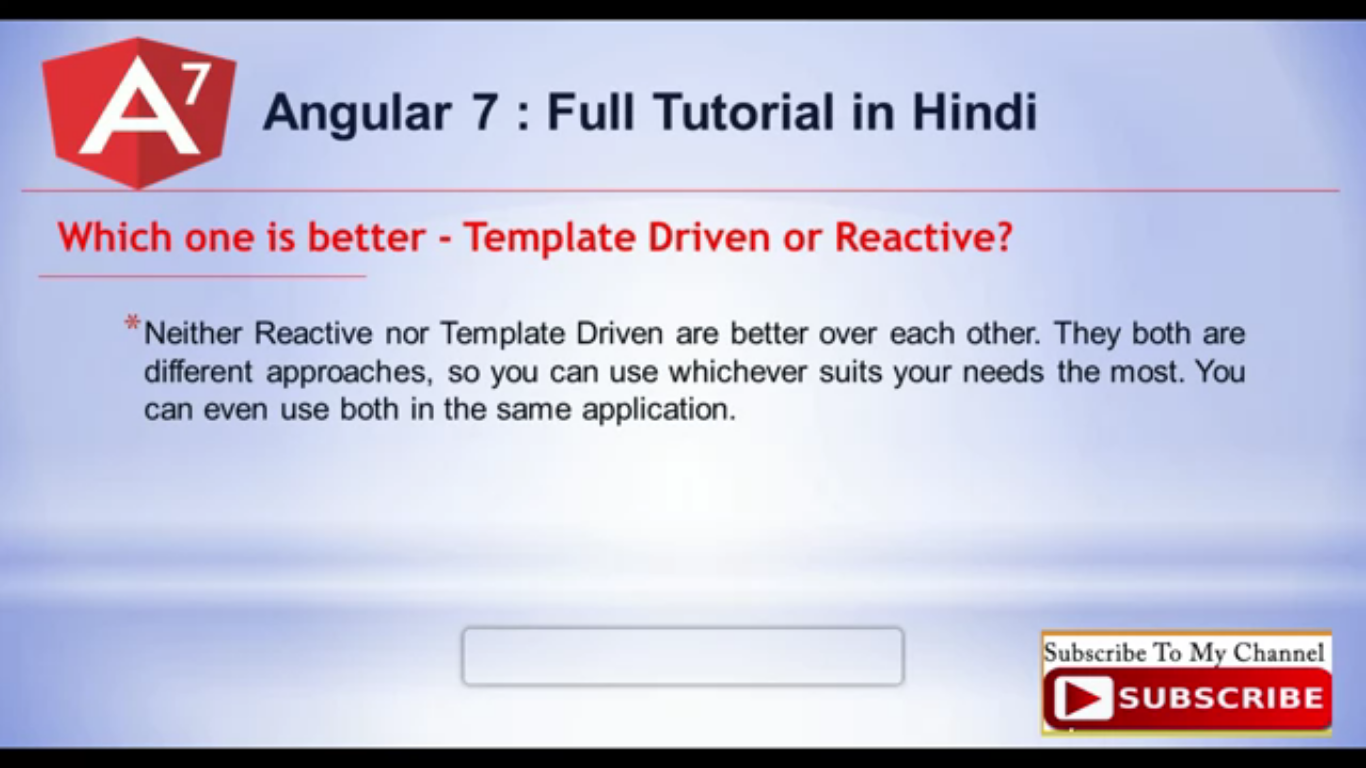 A7
Angular 7 : Full Tutorial in Hindi
Which one is better - Template Driven or Reactive?
*Neither Reactive nor Template Driven are better over each other. They both are
different approaches, so you can use whichever suits your needs the most. You
can even use both in the same application.
Subscribe To My Channel
SUBSCRIBE